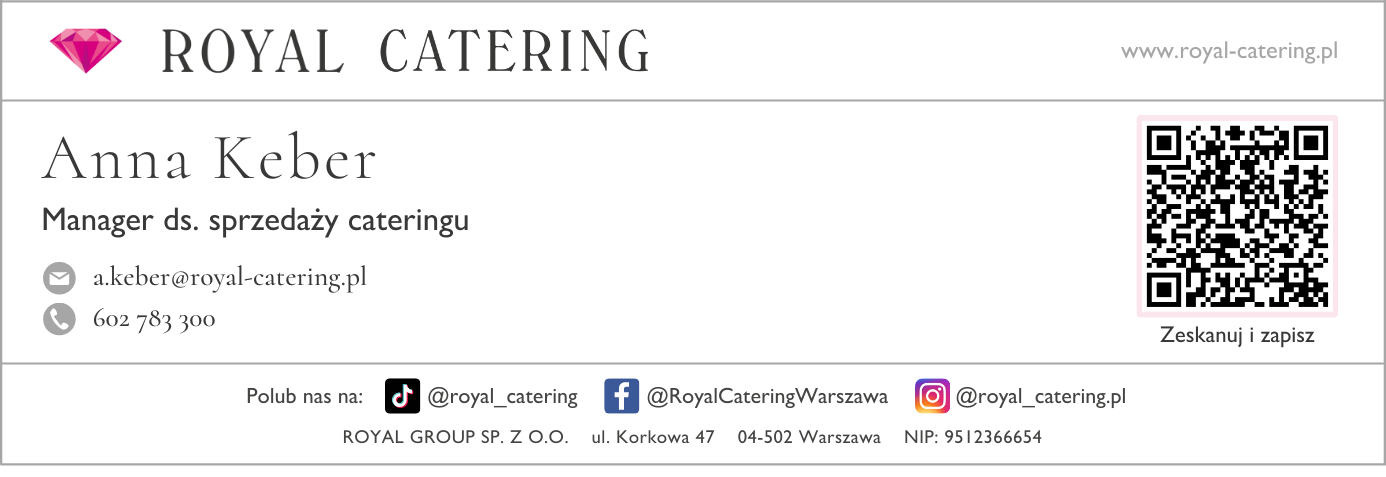 ROYAL CATERING
www.royal-catering.pl
Anna Keber
Manager ds. sprzedaży cateringu
a.keber@royal-catering.pl
602 783 300
Zeskanuj i zapisz
Polub nas na: @royal_catering @RoyalCateringWarszawa @royal_catering.pl
ROYAL GROUP SP. Z O.O. ul. Korkowa 47 04-502 Warszawa NIP: 9512366654